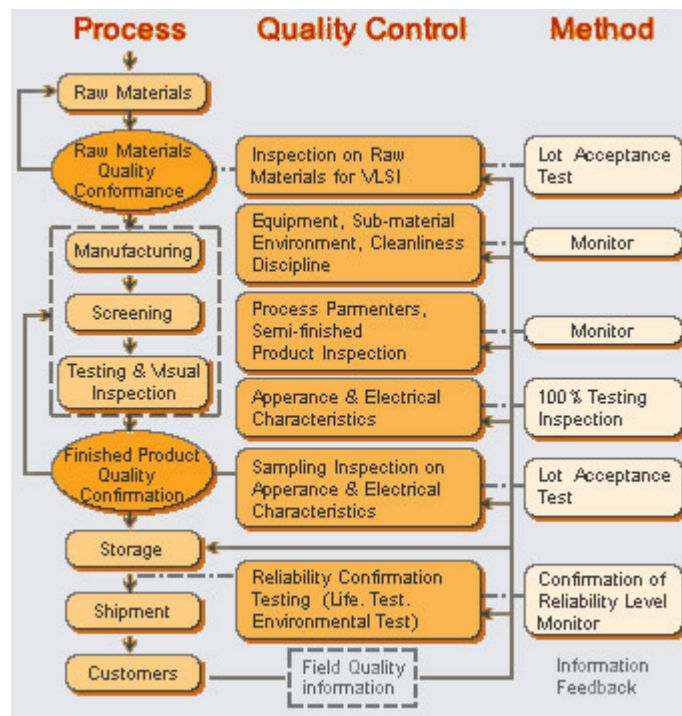 Process
Quality Control
Method
Raw Materials
Raw Materials
Quality
Conformance
Inspection on Raw
Materials for VLSI
Lot Acceptance
Test
Manufacturing
Equipment, Sub-material
Environment, Cleanliness
Discipline
Monitor
Screening
Process Parmenters,
Semi-finished
Product Inspection
Monitor
Testing & Visual
Inspection
Apperance & Electrical
Characteristics
100% Testing
Inspection
Finished Product
Quality
Confirmation
Sampling Inspection on
Apperance & Electrical
Characteristics
Lot Acceptance
Test
Storage
Reliability Confirmation
Testing (Life. Test.
Environmental Test)
Confirmation of
Reliability Level
Monitor
Shipment
Customers
Field Quality
information
Information
Feedback